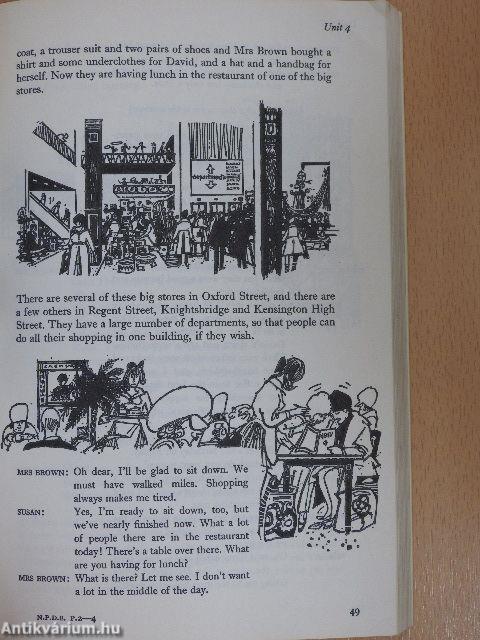 Unit 4
coat, a trouser suit and two pairs of shoes and Mrs Brown bought a
shirt and some underclothes for David, and a hat and a handbag for
herself. Now they are having lunch in the restaurant of one of the big
stores.
departments
There are several of these big stores in Oxford Street, and there are
a few others in Regent Street, Knightsbridge and Kensington High
Street. They have a large number of departments, so that people can
do all their shopping in one building, if they wish.
MRS BROWN: Oh dear, I'll be glad to sit down. We
must have walked miles. Shopping
always makes me tired.
SUSAN: Yes, I'm ready to sit down, too, but
we've nearly finished now. What a lot
of people there are in the restaurant
today! There's a table over there. What
are you having for lunch?
MRS BROWN: What is there? Let me see. I don't want
a lot in the middle of the day.
N.P.D.S. P.2—4
49
Antikvárium.hu